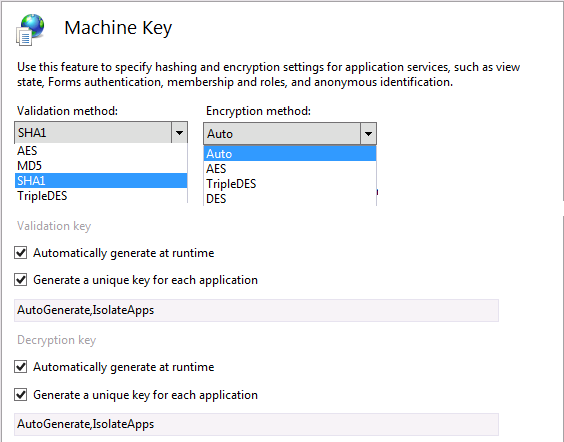 Machine Key
Use this feature to specify hashing and encryption settings for application services, such as view
state, Forms authentication, membership and roles, and anonymous identification.
Validation method:
SHA1
AES
MD5
SHA1
TripleDES
Encryption method:
Auto
Auto
AES
TripleDES
DES
Validation key
Automatically generate at runtime
Generate a unique key for each application
AutoGenerate,IsolateApps
Decryption key
Automatically generate at runtime
Generate a unique key for each application
AutoGenerate,IsolateApps